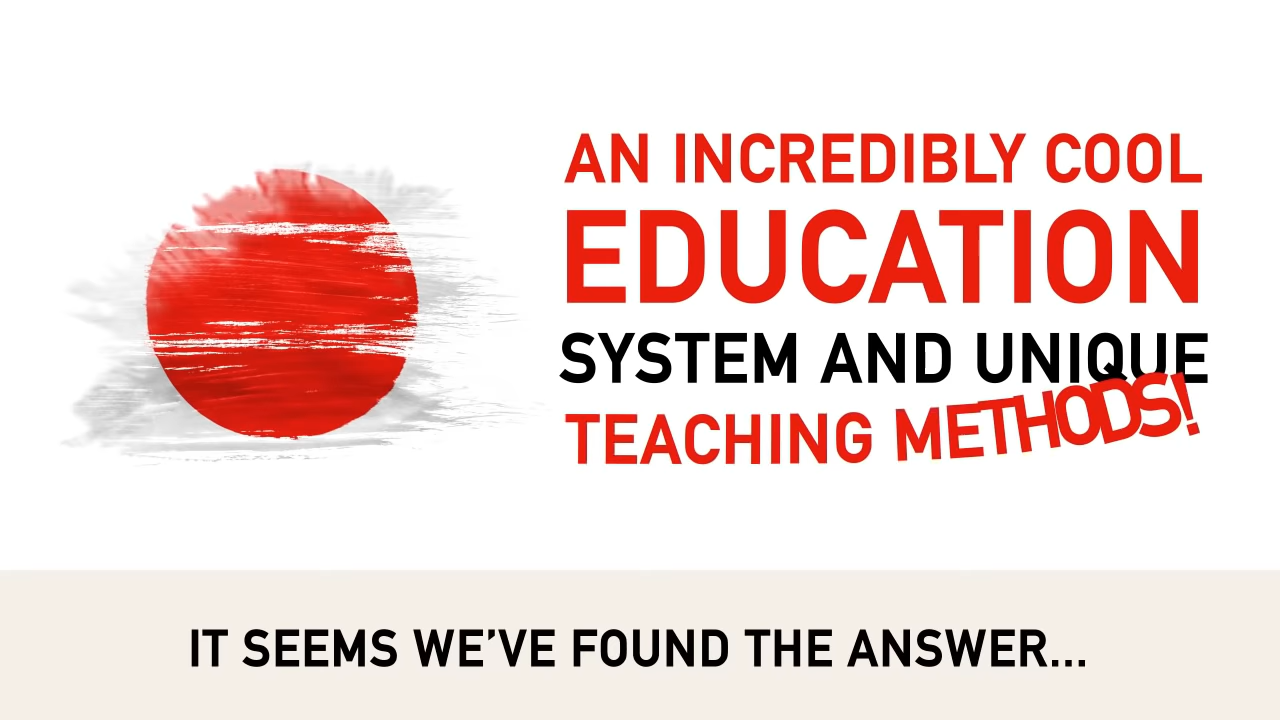 AN INCREDIBLY COOL
EDUCATION
SYSTEM AND UNIQUE
TEACHING METHODS!
IT SEEMS WE’VE FOUND THE ANSWER...